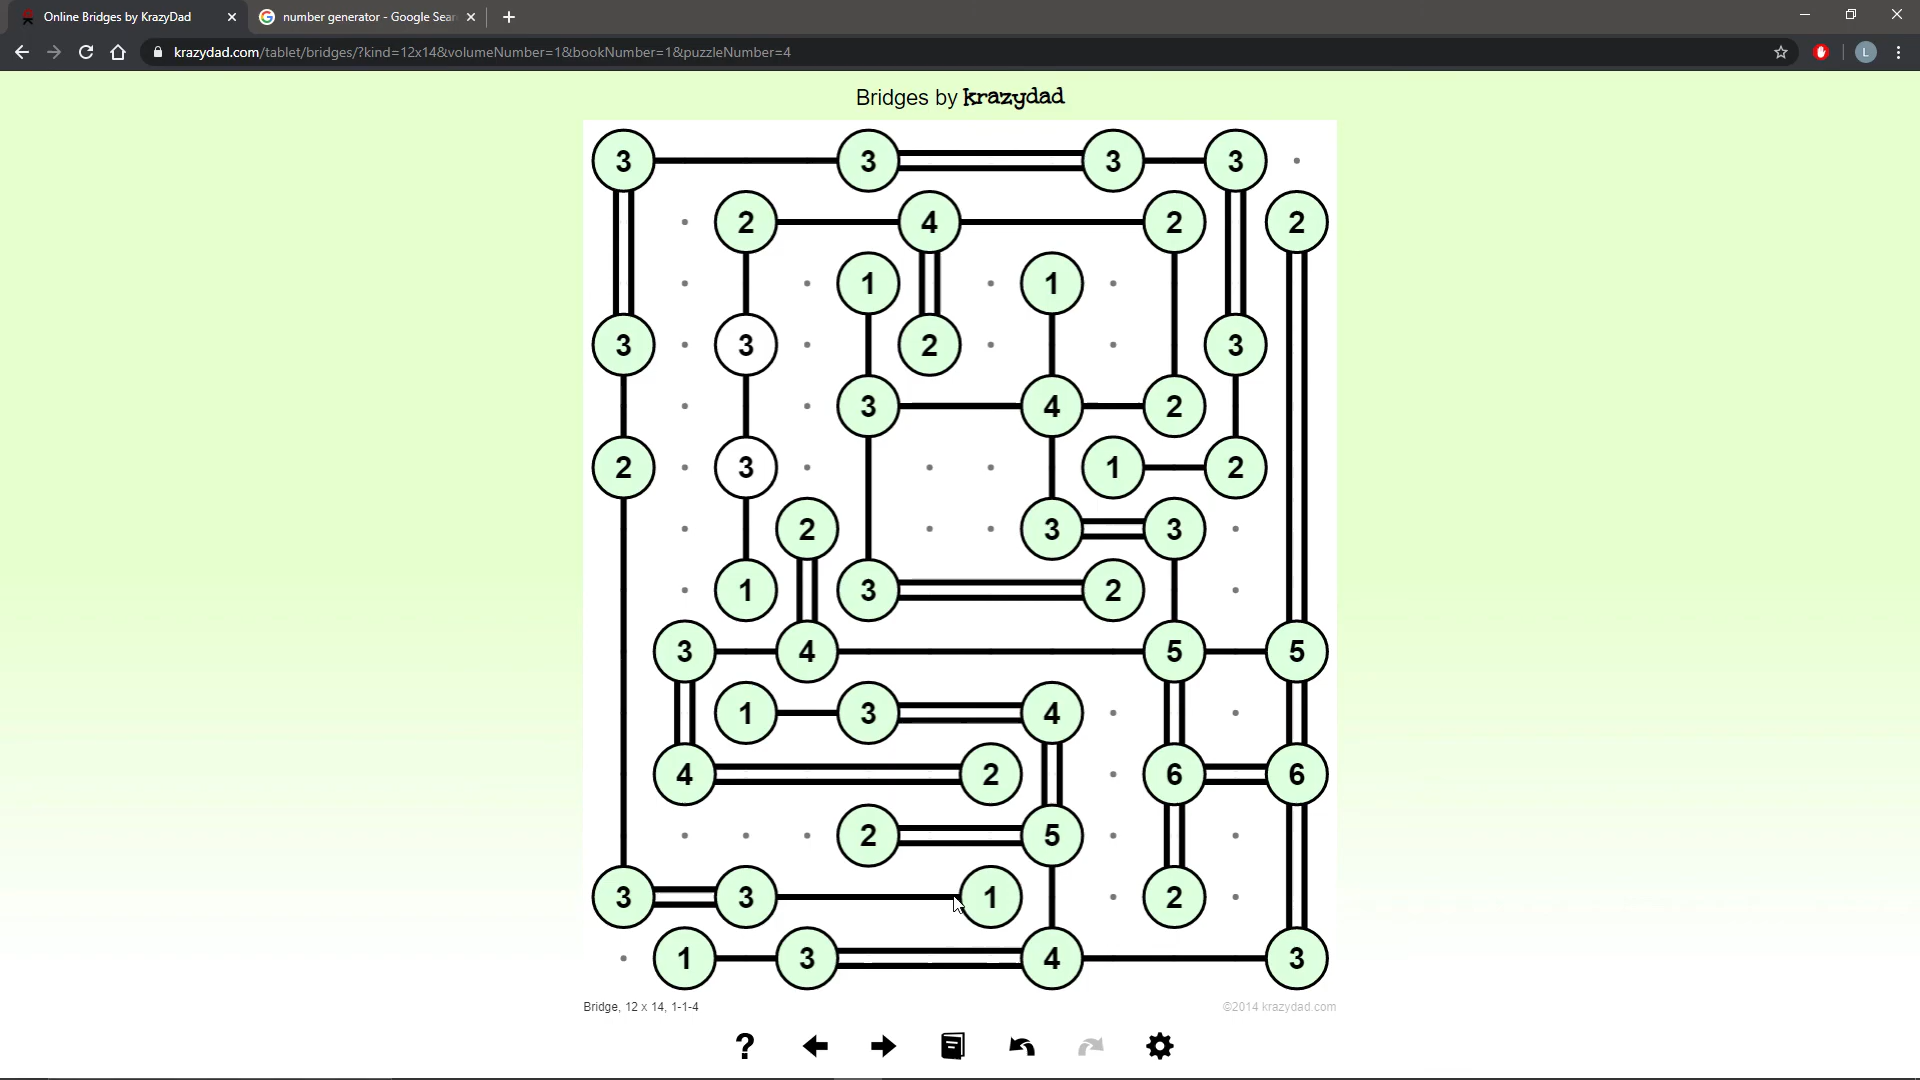 Online Bridges by KrazyDad
number generator - Google Sear
krazydad.com/tablet/bridges/?kind=12x14&volumeNumber=1&bookNumber=1&puzzleNumber=4
L
Bridges by krazydad
3 3 3 3
2 4 2 2
1 1
3 3 2 3
3 4 2
2 3 1 2
2 3 3
1 3 2
3 4 5 5
1 3 4
4 2 6 6
2 5
3 3 1 2
1 3 4 3
Bridge, 12 x 14, 1-1-4
©2014 krazydad.com
?